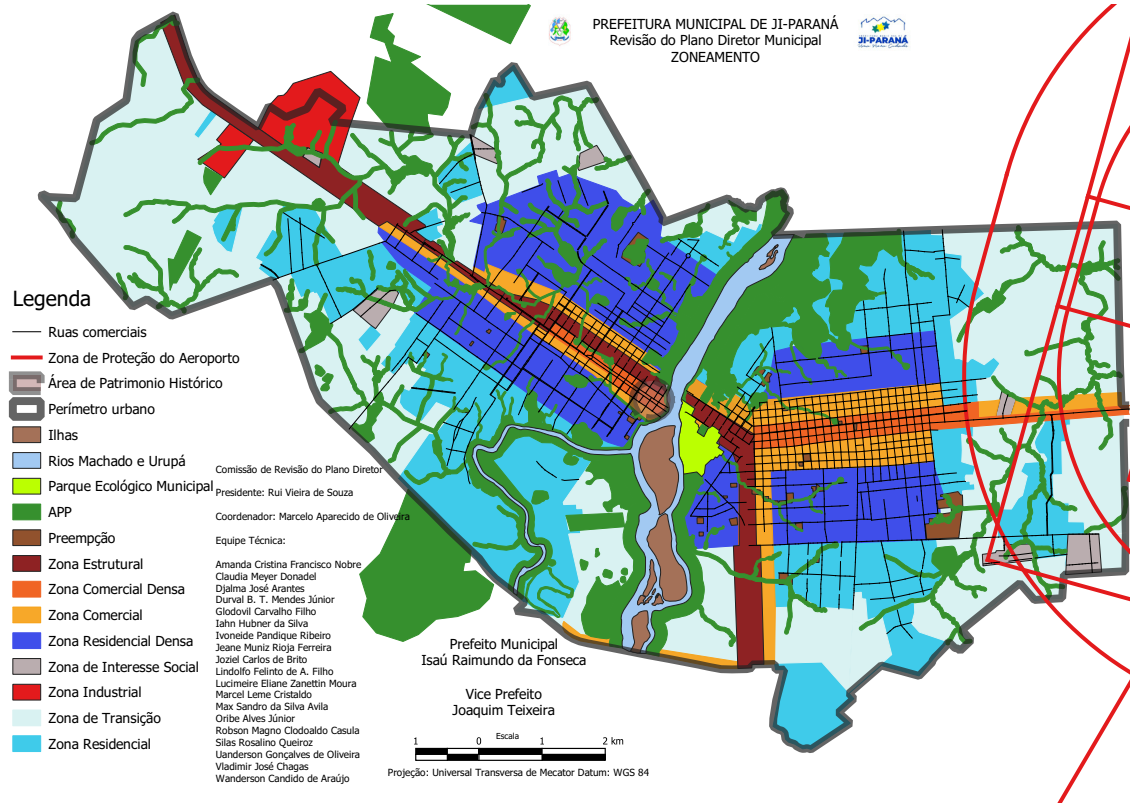 PREFEITURA MUNICIPAL DE JI-PARANÁ
Revisão do Plano Diretor Municipal
ZONEAMENTO
JI-PARANÁ
Legenda
Ruas comerciais
Zona de Proteção do Aeroporto
Área de Patrimonio Histórico
Perímetro urbano
Ilhas
Rios Machado e Urupá
Parque Ecológico Municipal
APP
Preempção
Zona Estrutural
Zona Comercial Densa
Zona Comercial
Zona Residencial Densa
Zona de Interesse Social
Zona Industrial
Zona de Transição
Zona Residencial
Comissão de Revisão do Plano Diretor
Presidente: Rui Vieira de Souza
Coordenador: Marcelo Aparecido de Oliveira
Equipe Técnica:
Amanda Cristina Francisco Nobre
Claudia Meyer Donadel
Djalma José Arantes
Durval B. T. Mendes Júnior
Glodovil Carvalho Filho
Iahn Hubner da Silva
Ivoneide Pandique Ribeiro
Jeane Muniz Rioja Ferreira
Joziel Carlos de Brito
Lindolfo Felinto de A. Filho
Lucimeire Eliane Zanettin Moura
Marcel Leme Cristaldo
Max Sandro da Silva Avila
Oribe Alves Júnior
Robson Magno Clodoaldo Casula
Silas Rosalino Queiroz
Uanderson Gonçalves de Oliveira
Vladimir José Chagas
Wanderson Candido de Araújo
Prefeito Municipal
Isaú Raimundo da Fonseca
Vice Prefeito
Joaquim Teixeira
Escala
1 0 1 2 km
Projeção: Universal Transversa de Mecator Datum: WGS 84